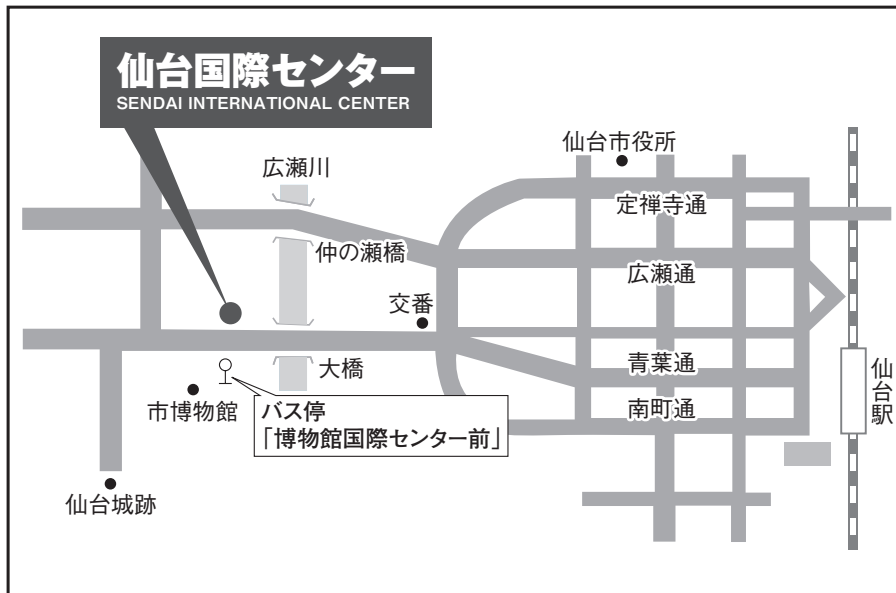 仙台国際センター
SENDAI INTERNATIONAL CENTER
仙台市役所
広瀬川
定禅寺通
仲の瀬橋
広瀬通
交番
青葉通
大橋
仙台駅
市博物館
バス停
「博物館国際センター前」
南町通
仙台城跡